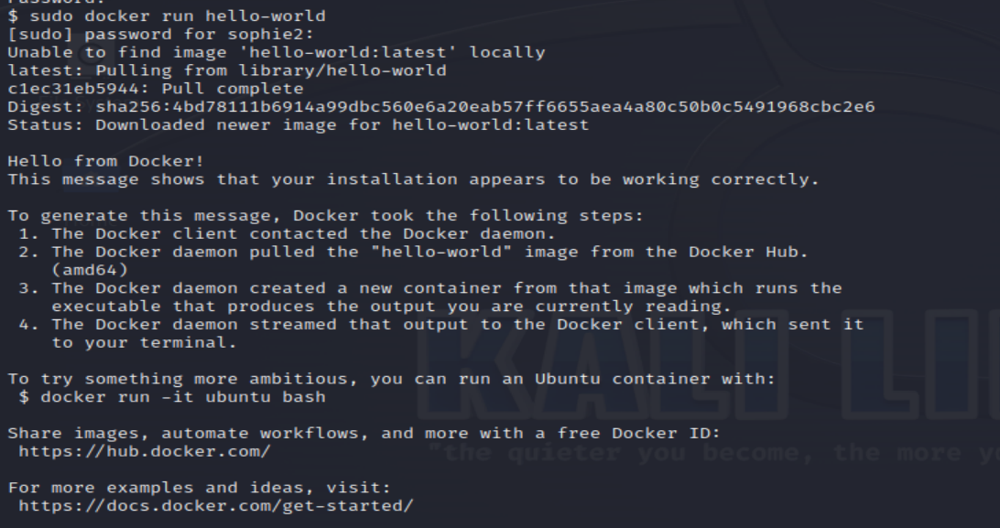 Password:
$ sudo docker run hello-world
[sudo] password for sophie2:
Unable to find image 'hello-world:latest' locally
latest: Pulling from library/hello-world
c1ec31eb5944: Pull complete
Digest: sha256:4bd78111b6914a99dbc560e6a20eab57ff6655aea4a80c50b0c5491968cbc2e6
Status: Downloaded newer image for hello-world:latest

Hello from Docker!
This message shows that your installation appears to be working correctly.

To generate this message, Docker took the following steps:
 1. The Docker client contacted the Docker daemon.
 2. The Docker daemon pulled the "hello-world" image from the Docker Hub.
    (amd64)
 3. The Docker daemon created a new container from that image which runs the
    executable that produces the output you are currently reading.
 4. The Docker daemon streamed that output to the Docker client, which sent it
    to your terminal.

To try something more ambitious, you can run an Ubuntu container with:
 $ docker run -it ubuntu bash

Share images, automate workflows, and more with a free Docker ID:
 https://hub.docker.com/

For more examples and ideas, visit:
 https://docs.docker.com/get-started/

KALI LI
"the quieter you become, the more y